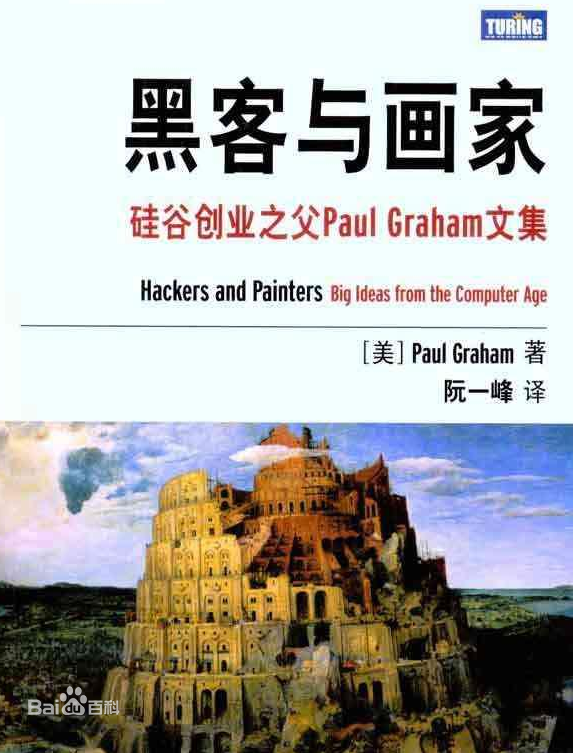 TURING
黑客与画家
硅谷创业之父Paul Graham文集
Hackers and Painters Big Ideas from the Computer Age
[美] Paul Graham 著
阮一峰 译
Baidu百科